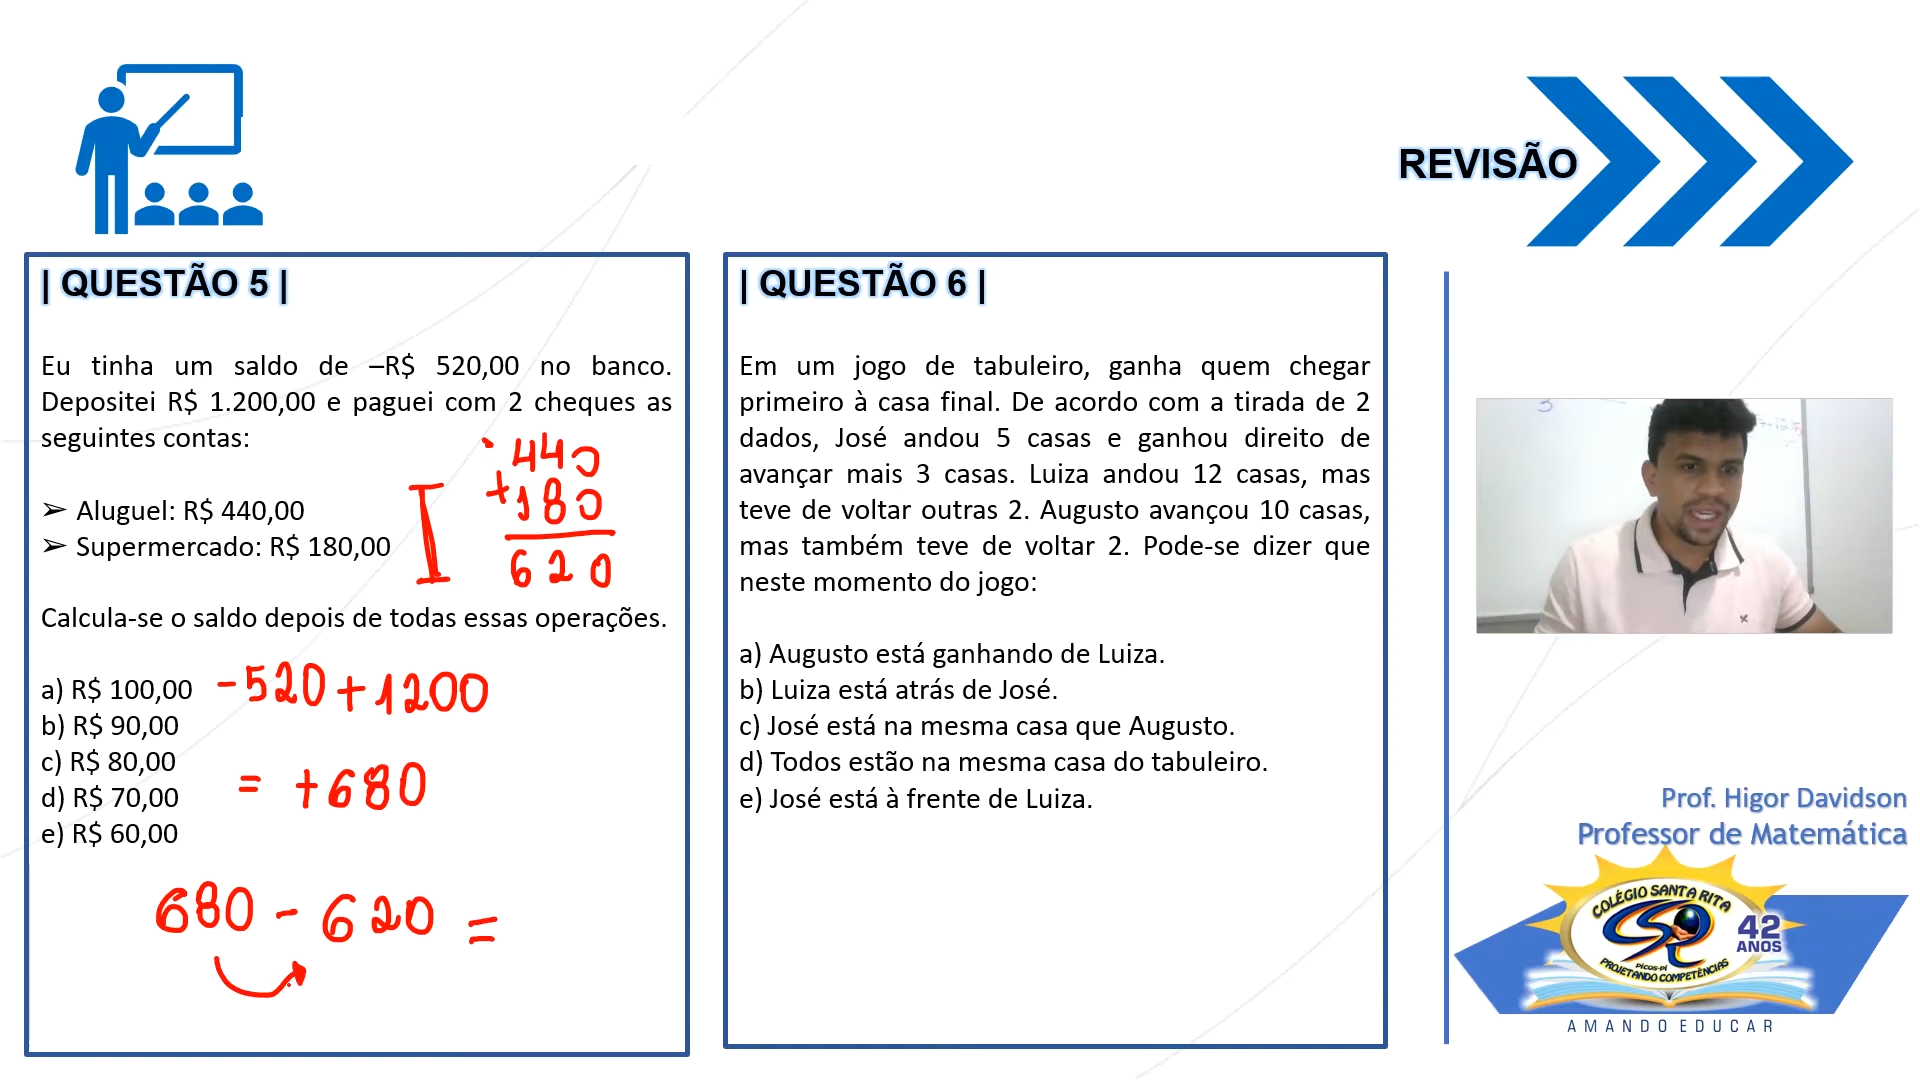 REVISÃO
| QUESTÃO 5 |
Eu tinha um saldo de –R$ 520,00 no banco.
Depositei R$ 1.200,00 e paguei com 2 cheques as
seguintes contas:
➢ Aluguel: R$ 440,00
➢ Supermercado: R$ 180,00
440
+180
620
Calcula-se o saldo depois de todas essas operações.
a) R$ 100,00
b) R$ 90,00
c) R$ 80,00
d) R$ 70,00
e) R$ 60,00
-520+1200
= +680
680 - 620 =
| QUESTÃO 6 |
Em um jogo de tabuleiro, ganha quem chegar
primeiro à casa final. De acordo com a tirada de 2
dados, José andou 5 casas e ganhou direito de
avançar mais 3 casas. Luiza andou 12 casas, mas
teve de voltar outras 2. Augusto avançou 10 casas,
mas também teve de voltar 2. Pode-se dizer que
neste momento do jogo:
a) Augusto está ganhando de Luiza.
b) Luiza está atrás de José.
c) José está na mesma casa que Augusto.
d) Todos estão na mesma casa do tabuleiro.
e) José está à frente de Luiza.
Prof. Higor Davidson
Professor de Matemática
COLÉGIO SANTA RITA
42
ANOS
PICOS-PI
PROJETANDO COMPETÊNCIAS
AMANDO EDUCAR